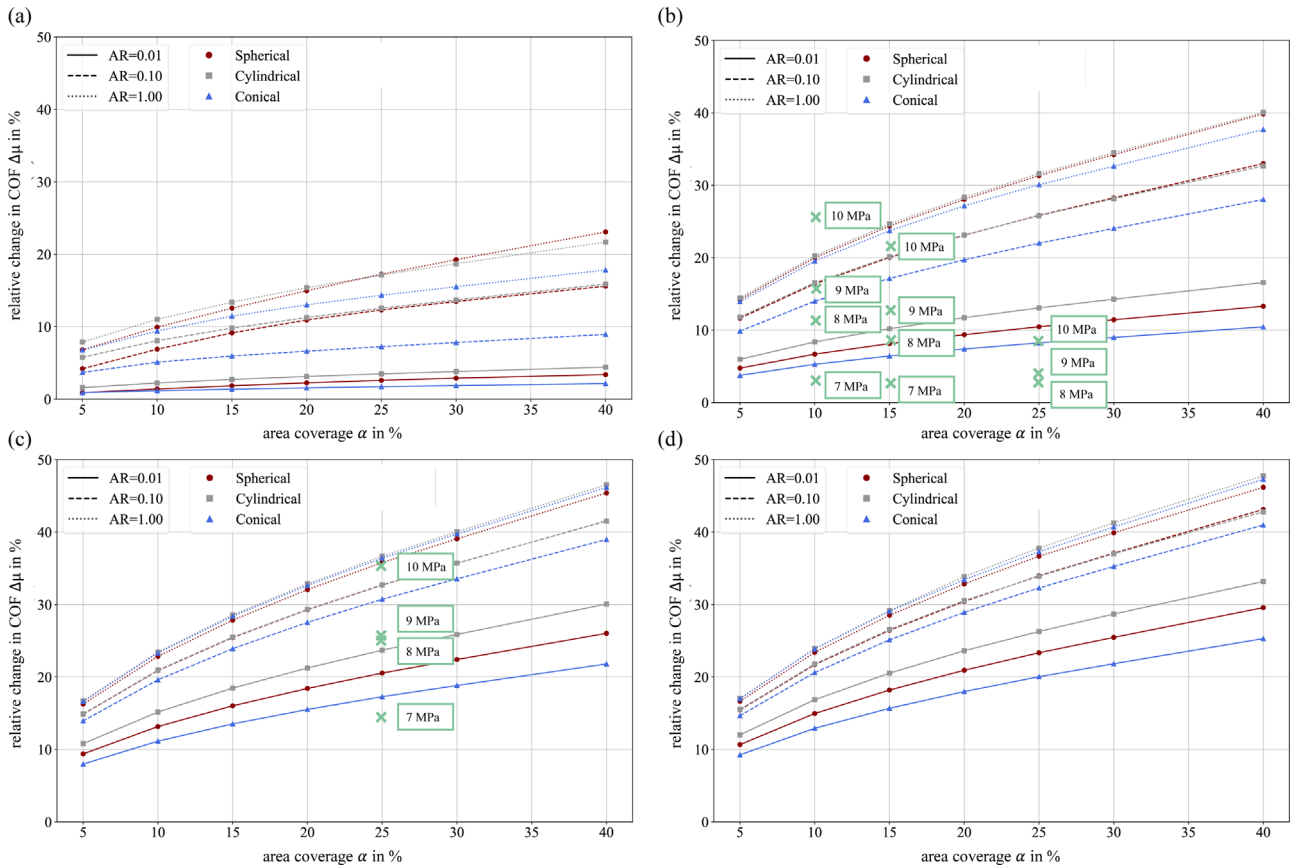 (a)
50
40
30
20
10
0
relative change in COF Δμ in %
AR=0.01
AR=0.10
AR=1.00
Spherical
Cylindrical
Conical
5 10 15 20 25 30 35 40
area coverage α in %
(b)
50
40
30
20
10
0
relative change in COF Δμ in %
AR=0.01
AR=0.10
AR=1.00
Spherical
Cylindrical
Conical
10 MPa
10 MPa
9 MPa
9 MPa
8 MPa
8 MPa
10 MPa
9 MPa
7 MPa
7 MPa
8 MPa
5 10 15 20 25 30 35 40
area coverage α in %
(c)
50
40
30
20
10
0
relative change in COF Δμ in %
AR=0.01
AR=0.10
AR=1.00
Spherical
Cylindrical
Conical
10 MPa
9 MPa
8 MPa
7 MPa
5 10 15 20 25 30 35 40
area coverage α in %
(d)
50
40
30
20
10
0
relative change in COF Δμ in %
AR=0.01
AR=0.10
AR=1.00
Spherical
Cylindrical
Conical
5 10 15 20 25 30 35 40
area coverage α in %